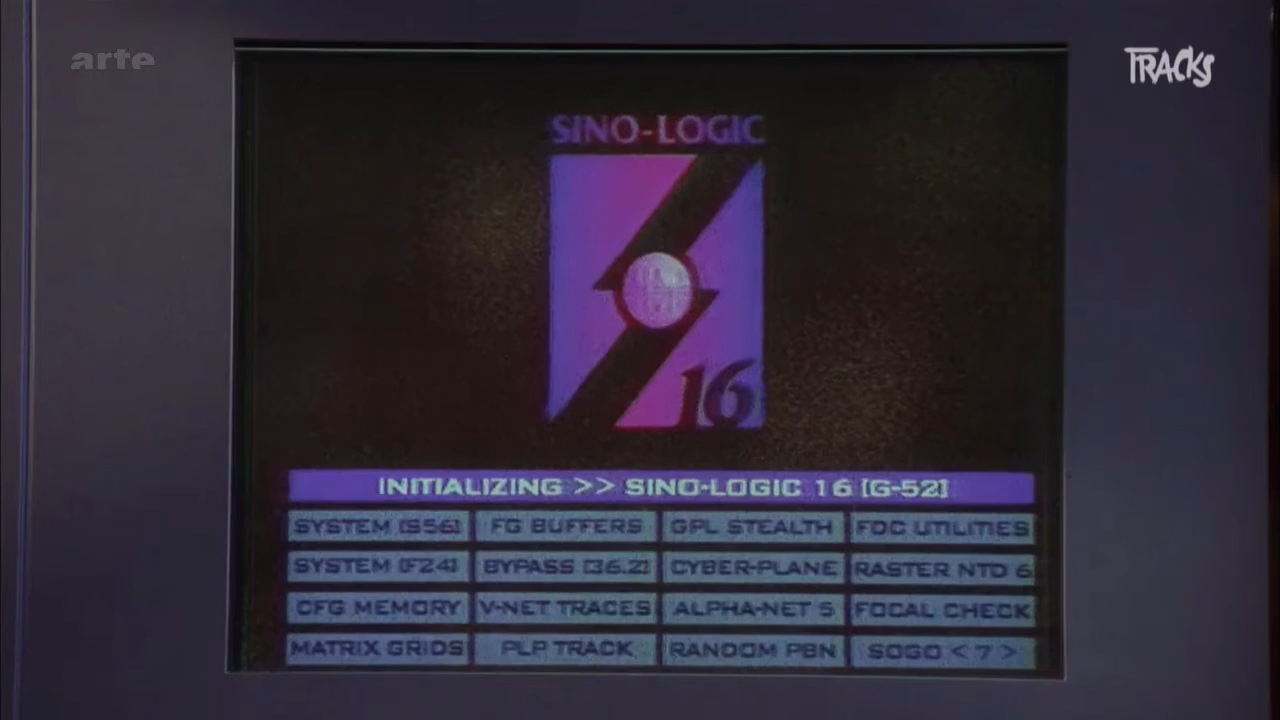 arte
TRACKS
SINO-LOGIC
16
INITIALIZING >> SINO-LOGIC 16 [G-52]
SYSTEM [S56] FG BUFFERS GPL STEALTH FDC UTILITIES
SYSTEM [F24] BYPASS [36.2] CYBER-PLANE RASTER NTD 6
CFG MEMORY V-NET TRACES ALPHA-NET 5 FOCAL CHECK
MATRIX GRIDS PLP TRACK RANDOM PBN SOGO < 7 >